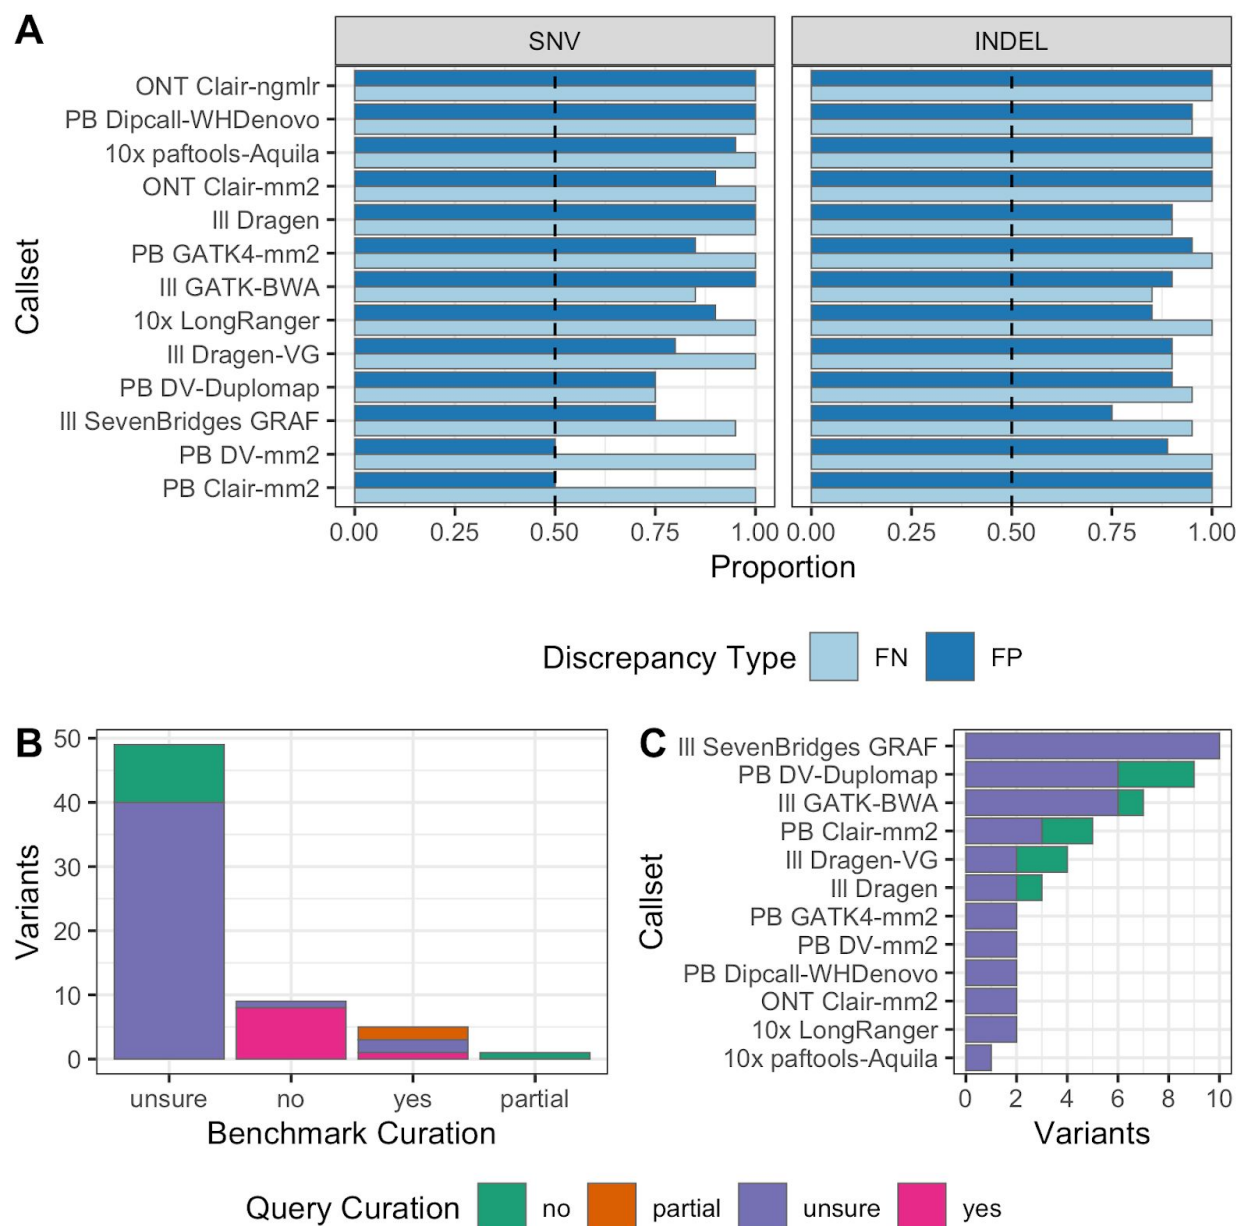 A
SNV
INDEL
Callset
ONT Clair-ngmlr
PB Dipcall-WHDenovo
10x paftools-Aquila
ONT Clair-mm2
Ill Dragen
PB GATK4-mm2
Ill GATK-BWA
10x LongRanger
Ill Dragen-VG
PB DV-Duplomap
Ill SevenBridges GRAF
PB DV-mm2
PB Clair-mm2
0.00 0.25 0.50 0.75 1.00 0.00 0.25 0.50 0.75 1.00
Proportion
Discrepancy Type FN FP
B
Variants
50
40
30
20
10
0
unsure no yes partial
Benchmark Curation
C
Callset
Ill SevenBridges GRAF
PB DV-Duplomap
Ill GATK-BWA
PB Clair-mm2
Ill Dragen-VG
Ill Dragen
PB GATK4-mm2
PB DV-mm2
PB Dipcall-WHDenovo
ONT Clair-mm2
10x LongRanger
10x paftools-Aquila
0 2 4 6 8 10
Variants
Query Curation no partial unsure yes